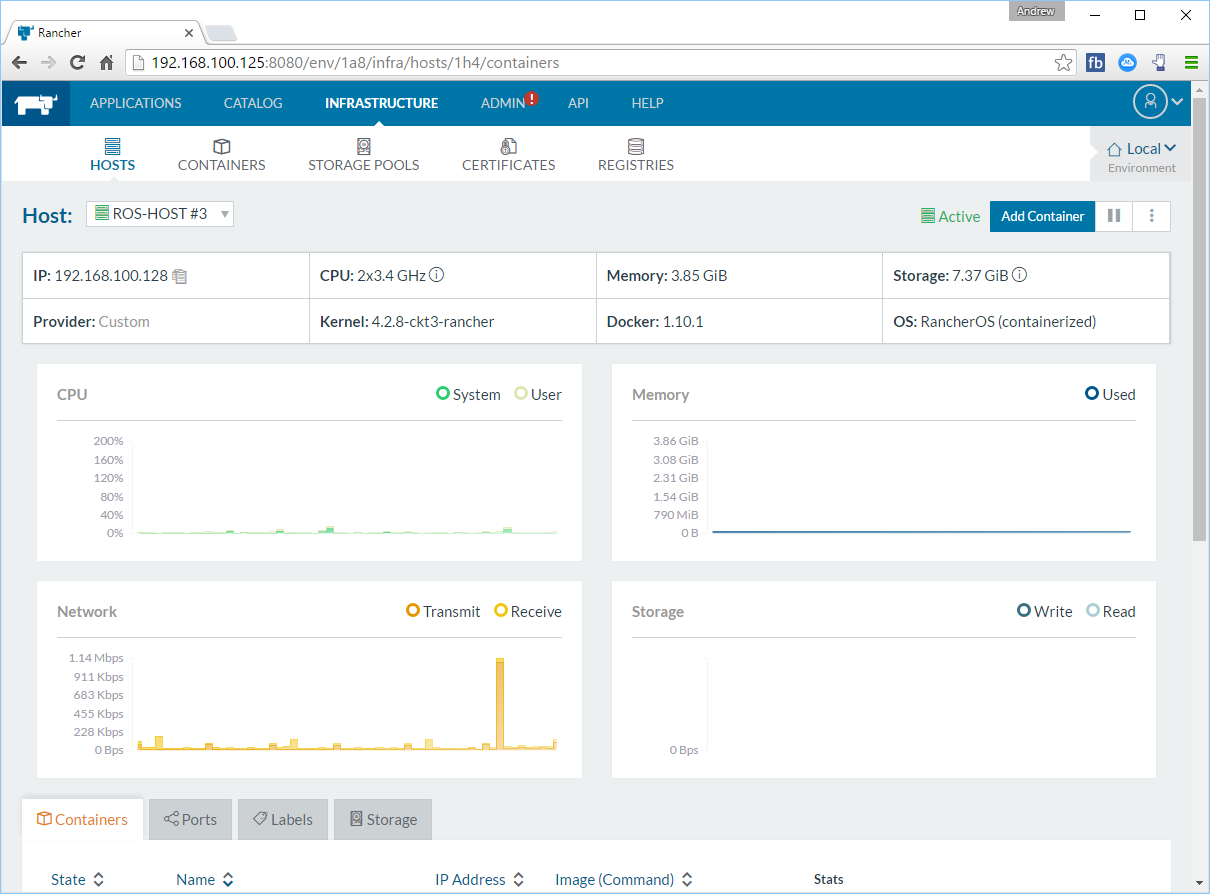 Andrew
Rancher
192.168.100.125:8080/env/1a8/infra/hosts/1h4/containers
fb
APPLICATIONS CATALOG INFRASTRUCTURE ADMIN ! API HELP
HOSTS CONTAINERS STORAGE POOLS CERTIFICATES REGISTRIES
Local
Environment
Host: ROS-HOST #3 Active Add Container
IP: 192.168.100.128 CPU: 2x3.4 GHz Memory: 3.85 GiB Storage: 7.37 GiB
Provider: Custom Kernel: 4.2.8-ckt3-rancher Docker: 1.10.1 OS: RancherOS (containerized)
CPU System User
200%
160%
120%
80%
40%
0%
Memory Used
3.86 GiB
3.08 GiB
2.31 GiB
1.54 GiB
790 MiB
0 B
Network Transmit Receive
1.14 Mbps
911 Kbps
683 Kbps
455 Kbps
228 Kbps
0 Bps
Storage Write Read
0 Bps
Containers Ports Labels Storage
State Name IP Address Image (Command) Stats